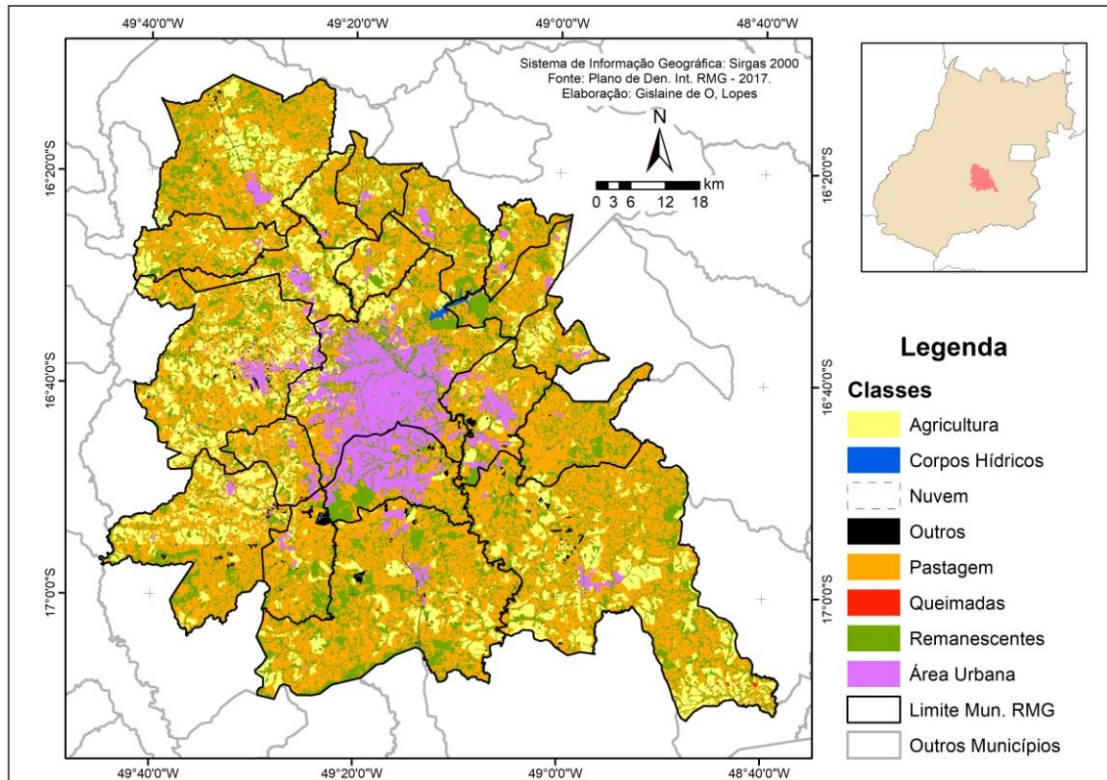 49°40'0"W
49°20'0"W
49°0'0"W
48°40'0"W
Sistema de Informação Geográfica: Sirgas 2000
Fonte: Plano de Den. Int. RMG - 2017.
Elaboração: Gislaine de O, Lopes
N
km
0 3 6 12 18
16°20'0"S
16°20'0"S
16°40'0"S
16°40'0"S
17°0'0"S
17°0'0"S
49°40'0"W
49°20'0"W
49°0'0"W
48°40'0"W
Legenda
Classes
Agricultura
Corpos Hídricos
Nuvem
Outros
Pastagem
Queimadas
Remanescentes
Área Urbana
Limite Mun. RMG
Outros Municípios